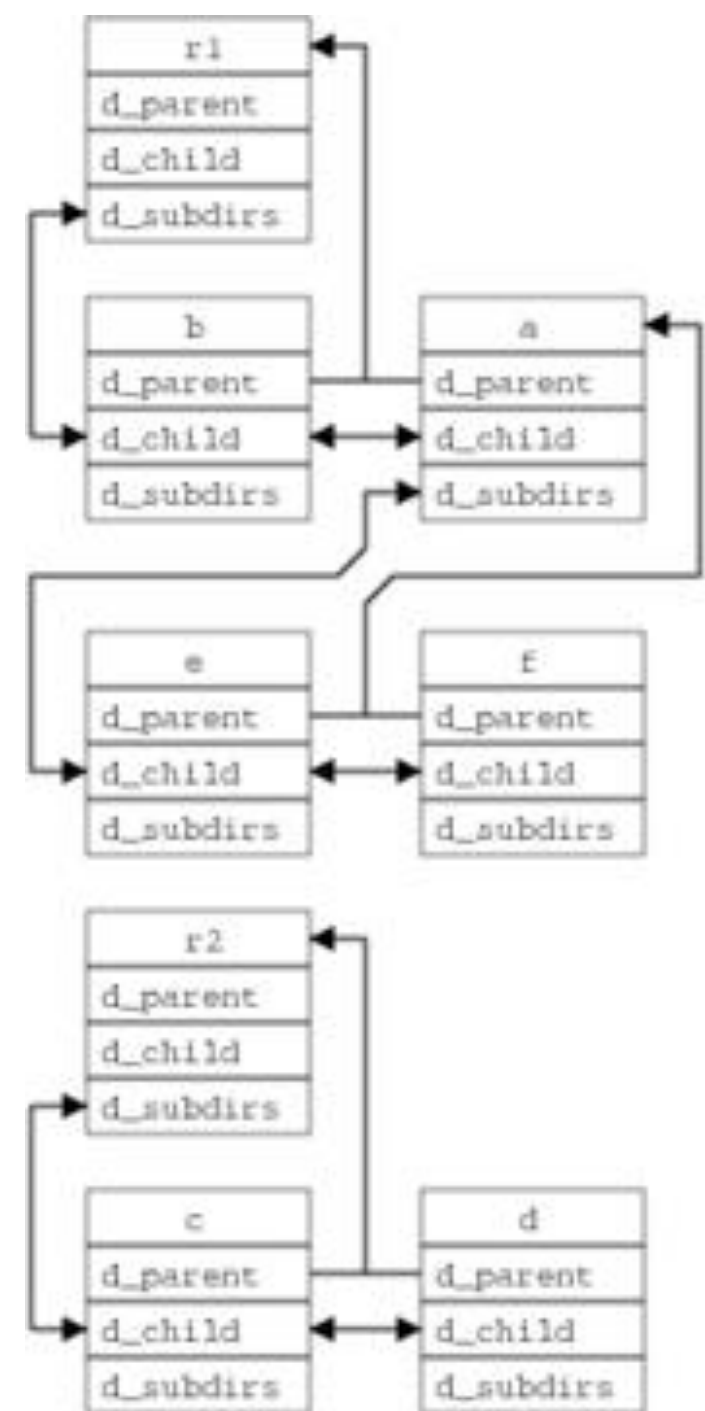 r1
d_parent
d_child
d_subdirs
b
d_parent
d_child
d_subdirs
a
d_parent
d_child
d_subdirs
e
d_parent
d_child
d_subdirs
f
d_parent
d_child
d_subdirs
r2
d_parent
d_child
d_subdirs
c
d_parent
d_child
d_subdirs
d
d_parent
d_child
d_subdirs